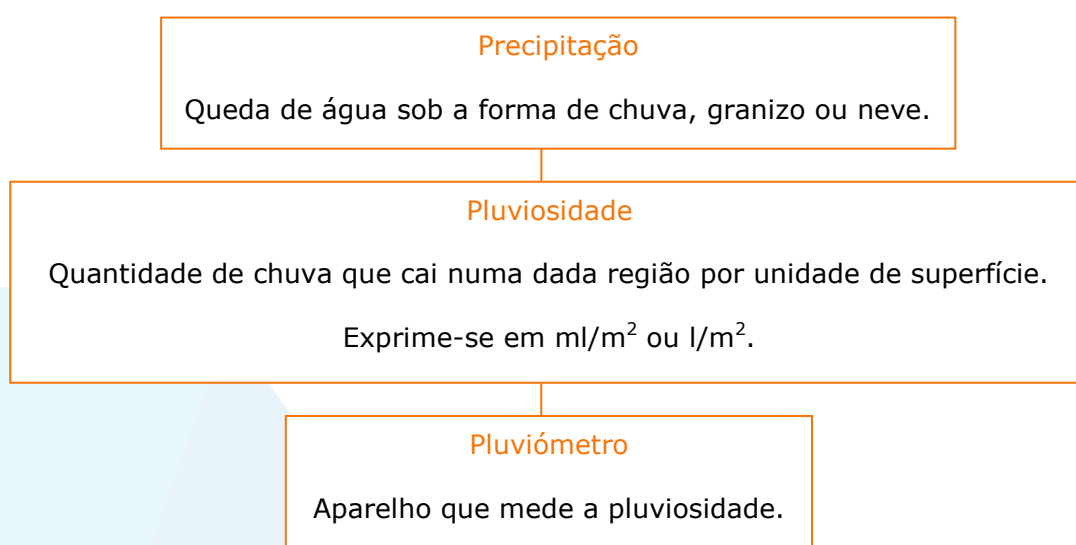 Precipitação
Queda de água sob a forma de chuva, granizo ou neve.
Pluviosidade
Quantidade de chuva que cai numa dada região por unidade de superfície.
Exprime-se em ml/m² ou l/m².
Pluviómetro
Aparelho que mede a pluviosidade.